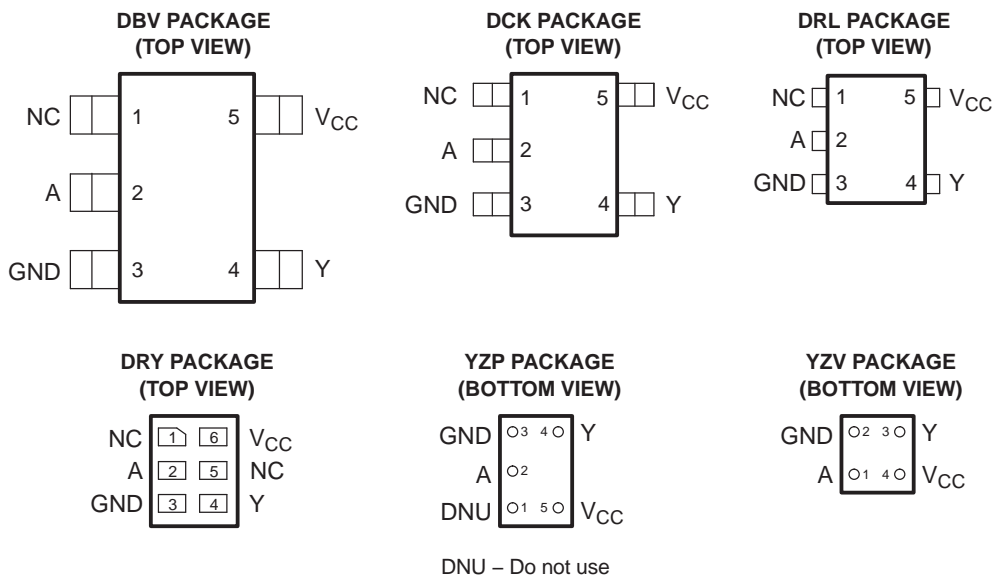 DBV PACKAGE
(TOP VIEW)
NC 1 5 VCC
A 2
GND 3 4 Y
DCK PACKAGE
(TOP VIEW)
NC 1 5 VCC
A 2
GND 3 4 Y
DRL PACKAGE
(TOP VIEW)
NC 1 5 VCC
A 2
GND 3 4 Y
DRY PACKAGE
(TOP VIEW)
NC 1 6 VCC
A 2 5 NC
GND 3 4 Y
YZP PACKAGE
(BOTTOM VIEW)
GND 3 4 Y
A 2
DNU 1 5 VCC
DNU – Do not use
YZV PACKAGE
(BOTTOM VIEW)
GND 2 3 Y
A 1 4 VCC